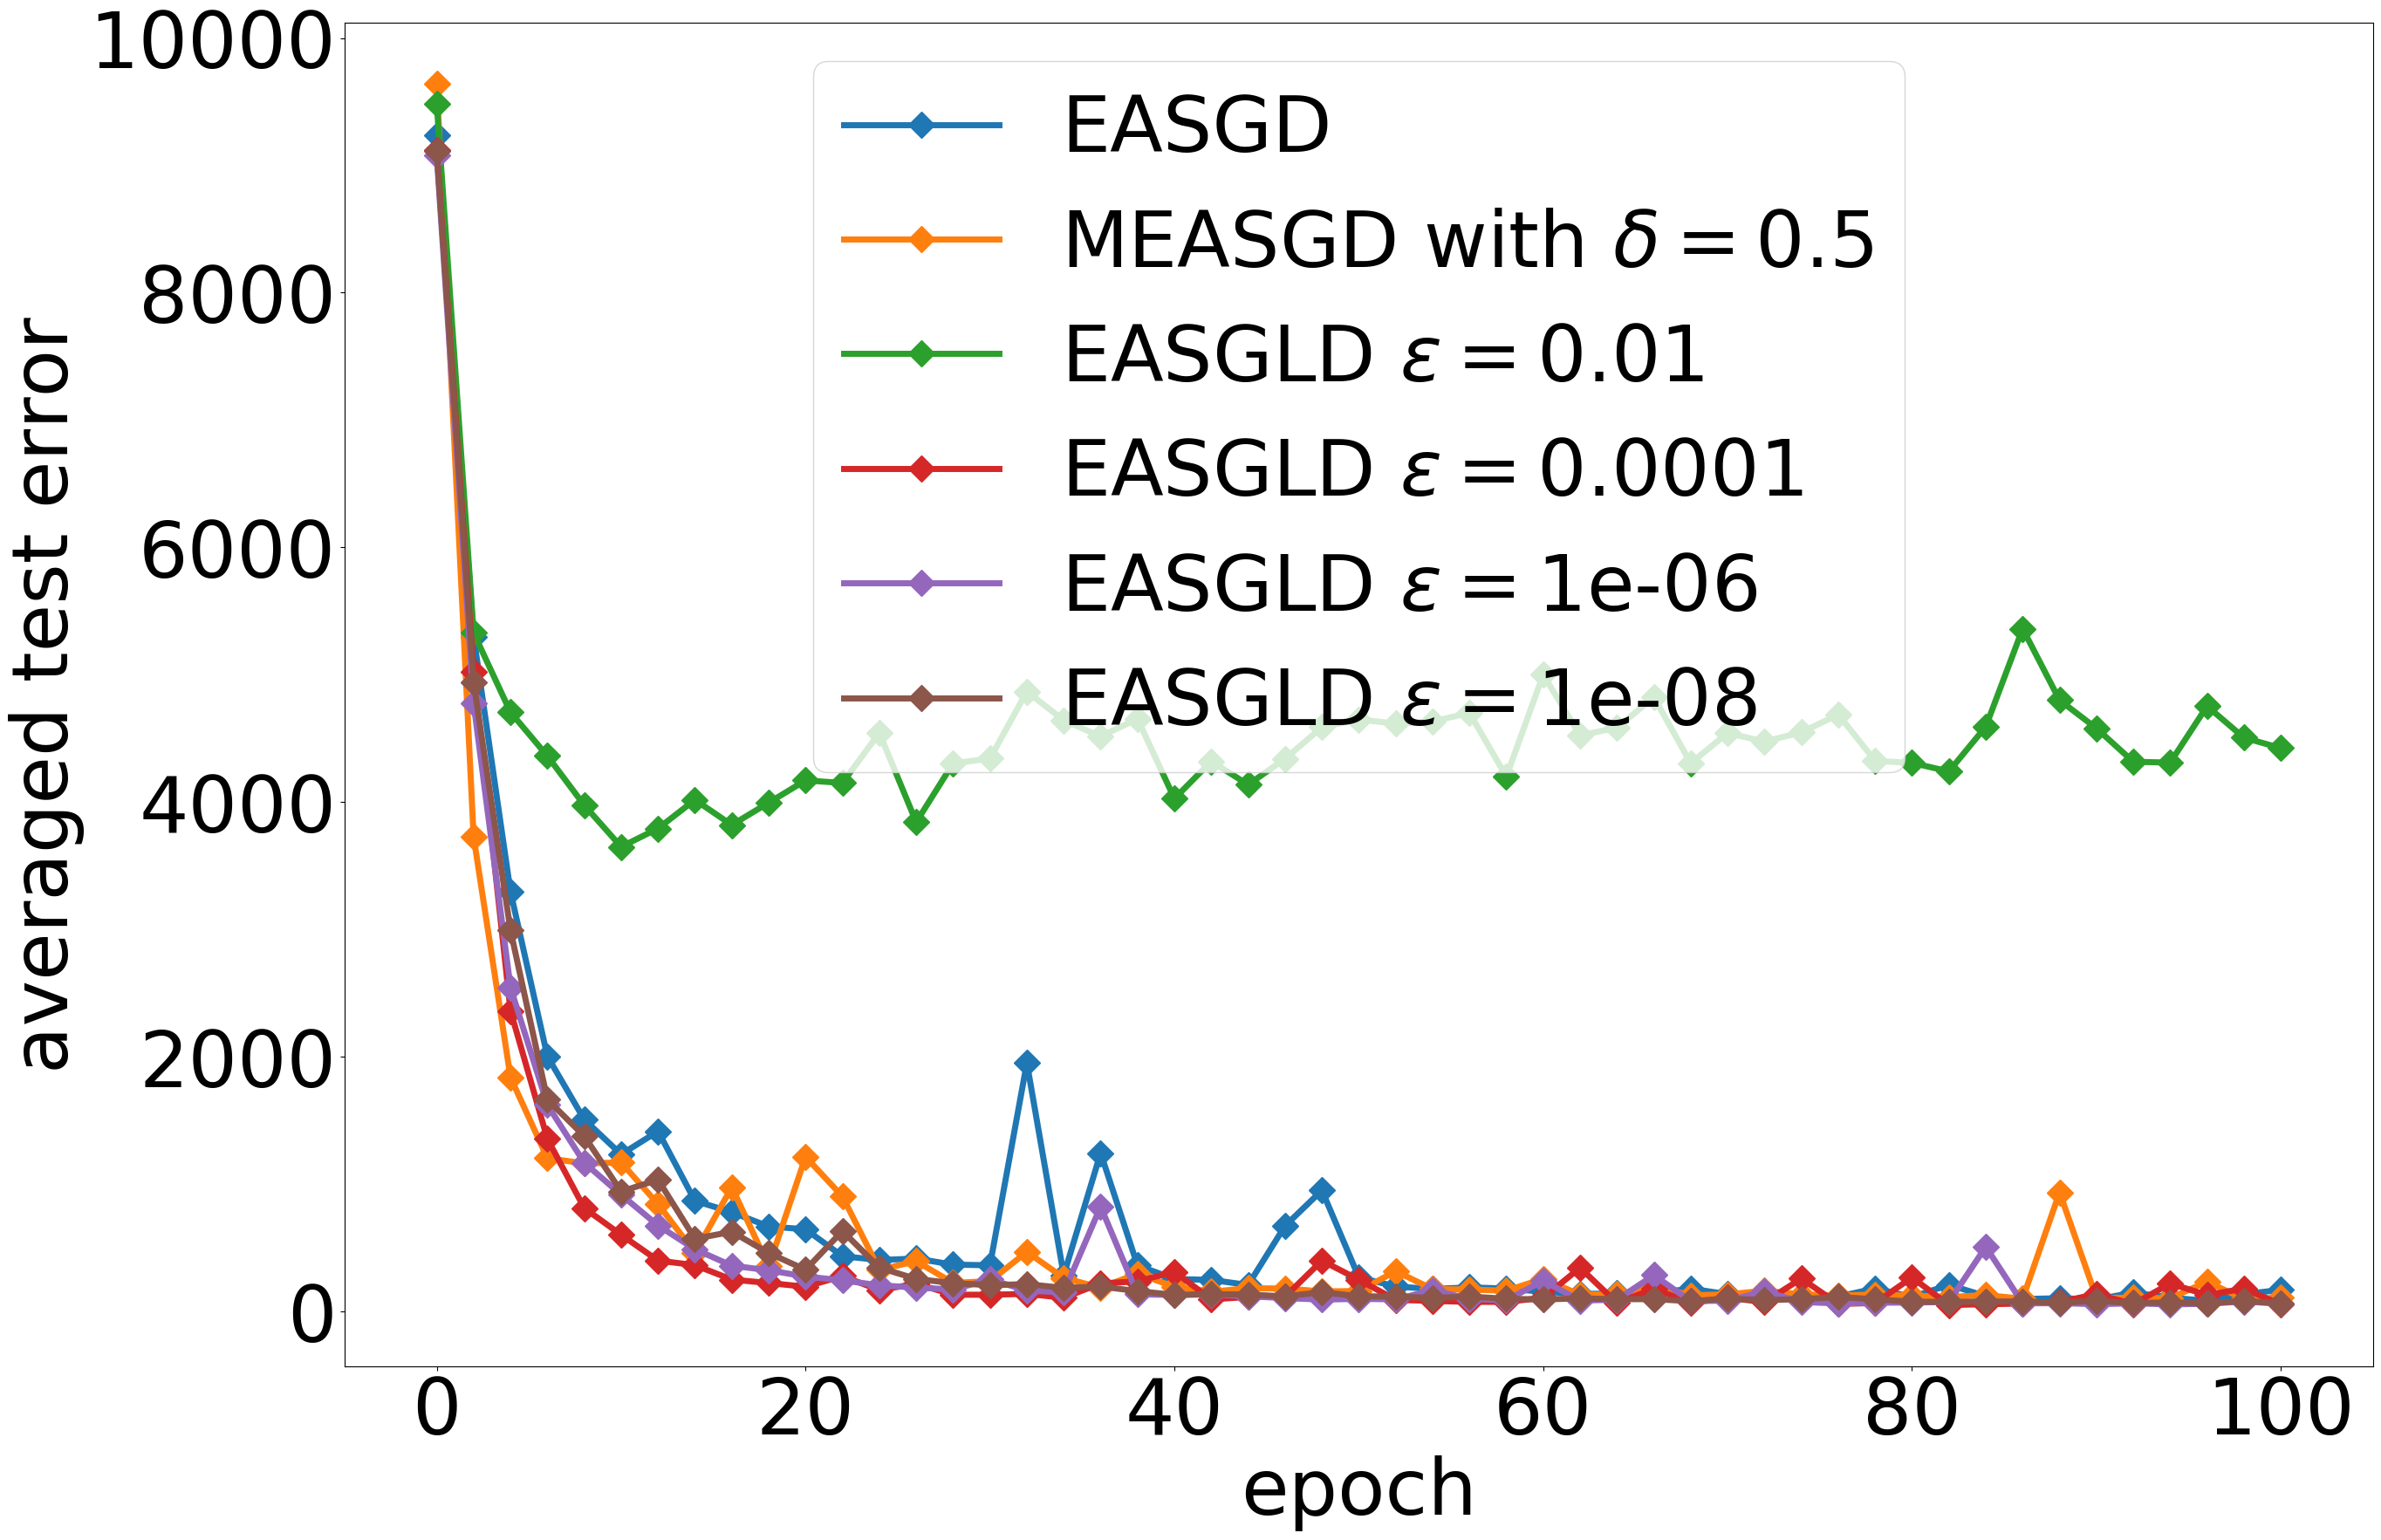 averaged test error
10000
8000
6000
4000
2000
0
EASGD
MEASGD with δ = 0.5
EASGLD ε = 0.01
EASGLD ε = 0.0001
EASGLD ε = 1e-06
EASGLD ε = 1e-08
0 20 40 60 80 100
epoch